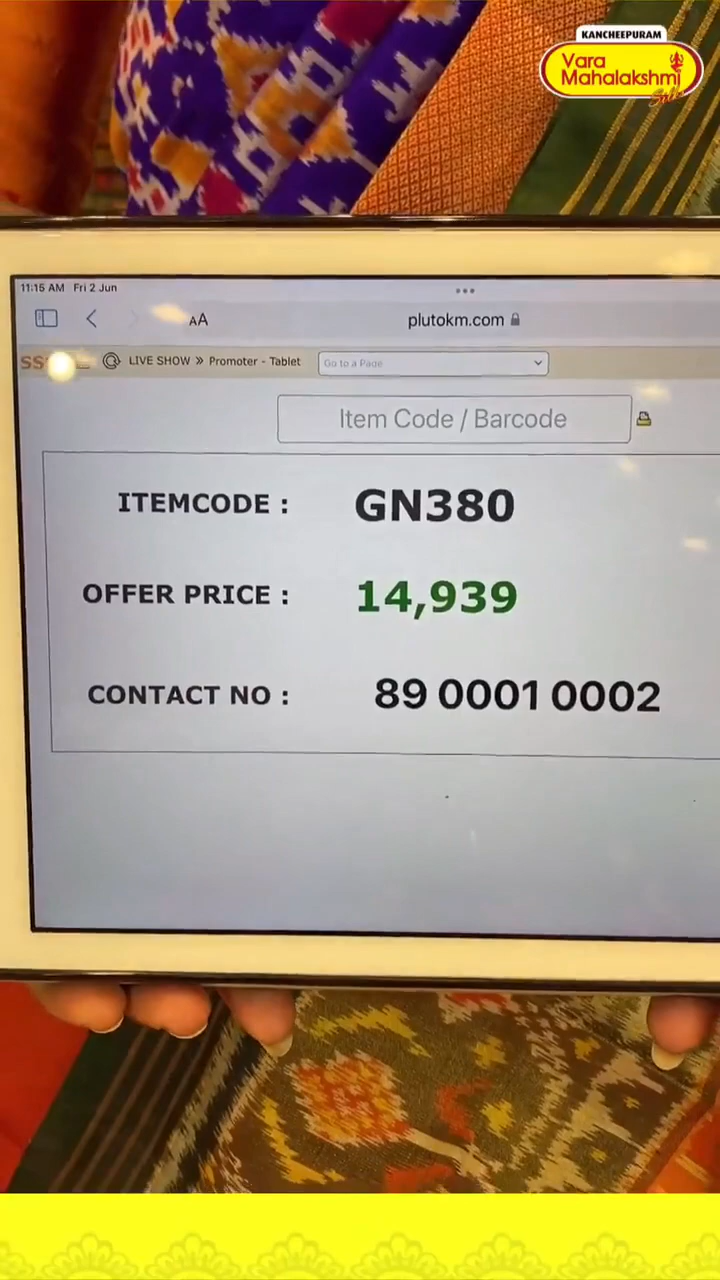 KANCHEEPURAM
Vara
Mahalakshmi
Silks
11:15 AM Fri 2 Jun
AA
plutokm.com
LIVE SHOW » Promoter - Tablet
Go to a Page
Item Code / Barcode
ITEMCODE : GN380
OFFER PRICE : 14,939
CONTACT NO : 89 0001 0002